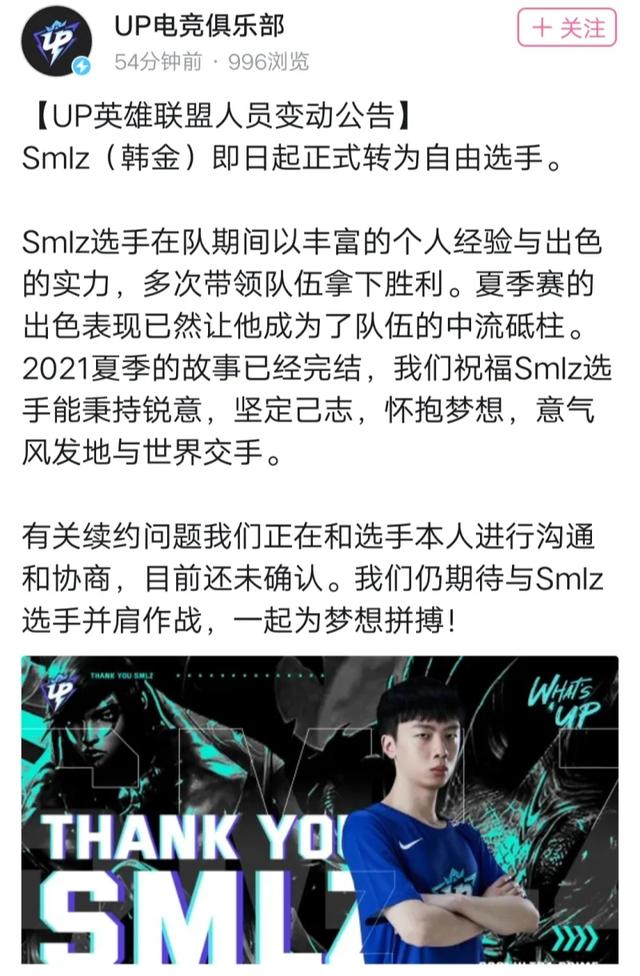 UP电竞俱乐部
＋关注
54分钟前 · 996浏览
【UP英雄联盟人员变动公告】
Smlz（韩金）即日起正式转为自由选手。
Smlz选手在队期间以丰富的个人经验与出色
的实力，多次带领队伍拿下胜利。夏季赛的
出色表现已然让他成为了队伍的中流砥柱。
2021夏季的故事已经完结，我们祝福Smlz选
手能秉持锐意，坚定己志，怀抱梦想，意气
风发地与世界交手。
有关续约问题我们正在和选手本人进行沟通
和协商，目前还未确认。我们仍期待与Smlz
选手并肩作战，一起为梦想拼搏！
UP
THANK YOU SMLZ
WHAT'S
UP
THANK YOU
SMLZ